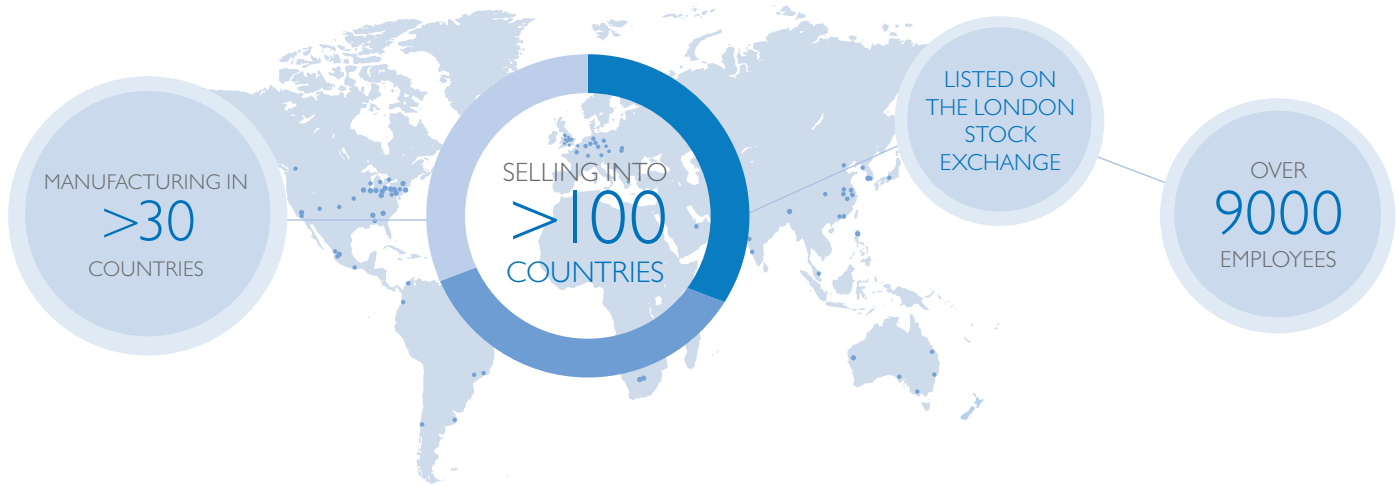 MANUFACTURING IN
>30
COUNTRIES
SELLING INTO
>100
COUNTRIES
LISTED ON
THE LONDON
STOCK
EXCHANGE
OVER
9000
EMPLOYEES